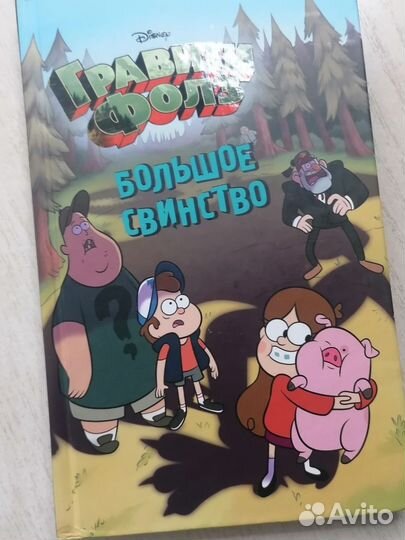 Disney
ГРАВИТИ
ФОЛЗ
БОЛЬШОЕ
СВИНСТВО
?
Avito